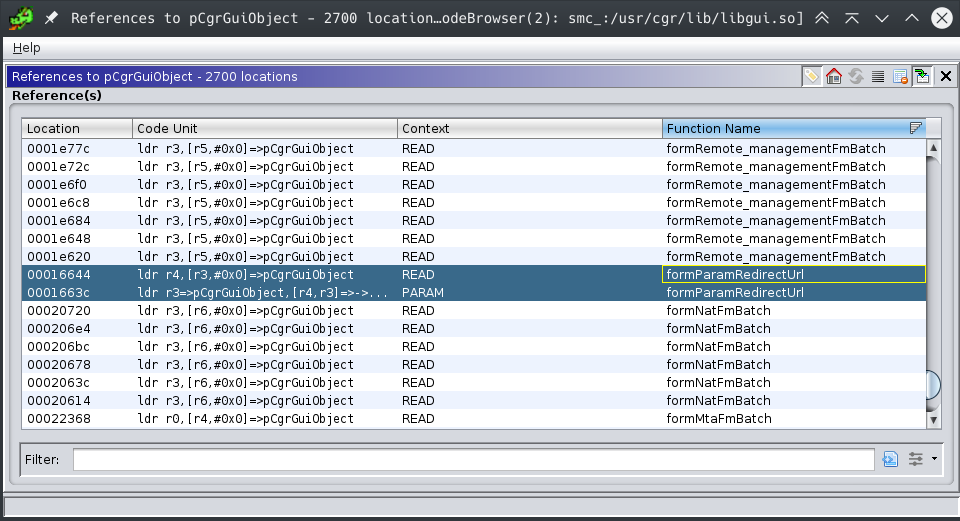 References to pCgrGuiObject – 2700 location…odeBrowser(2): smc_:/usr/cgr/lib/libgui.so]
Help
References to pCgrGuiObject - 2700 locations
Reference(s)
Location Code Unit Context Function Name
0001e77c ldr r3,[r5,#0x0]=>pCgrGuiObject READ formRemote_managementFmBatch
0001e72c ldr r3,[r5,#0x0]=>pCgrGuiObject READ formRemote_managementFmBatch
0001e6f0 ldr r3,[r5,#0x0]=>pCgrGuiObject READ formRemote_managementFmBatch
0001e6c8 ldr r3,[r5,#0x0]=>pCgrGuiObject READ formRemote_managementFmBatch
0001e684 ldr r3,[r5,#0x0]=>pCgrGuiObject READ formRemote_managementFmBatch
0001e648 ldr r3,[r5,#0x0]=>pCgrGuiObject READ formRemote_managementFmBatch
0001e620 ldr r3,[r5,#0x0]=>pCgrGuiObject READ formRemote_managementFmBatch
00016644 ldr r4,[r3,#0x0]=>pCgrGuiObject READ formParamRedirectUrl
0001663c ldr r3=>pCgrGuiObject,[r4,r3]=>->... PARAM formParamRedirectUrl
00020720 ldr r3,[r6,#0x0]=>pCgrGuiObject READ formNatFmBatch
000206e4 ldr r3,[r6,#0x0]=>pCgrGuiObject READ formNatFmBatch
000206bc ldr r3,[r6,#0x0]=>pCgrGuiObject READ formNatFmBatch
00020678 ldr r3,[r6,#0x0]=>pCgrGuiObject READ formNatFmBatch
0002063c ldr r3,[r6,#0x0]=>pCgrGuiObject READ formNatFmBatch
00020614 ldr r3,[r6,#0x0]=>pCgrGuiObject READ formNatFmBatch
00022368 ldr r0,[r4,#0x0]=>pCgrGuiObject READ formMtaFmBatch
Filter: